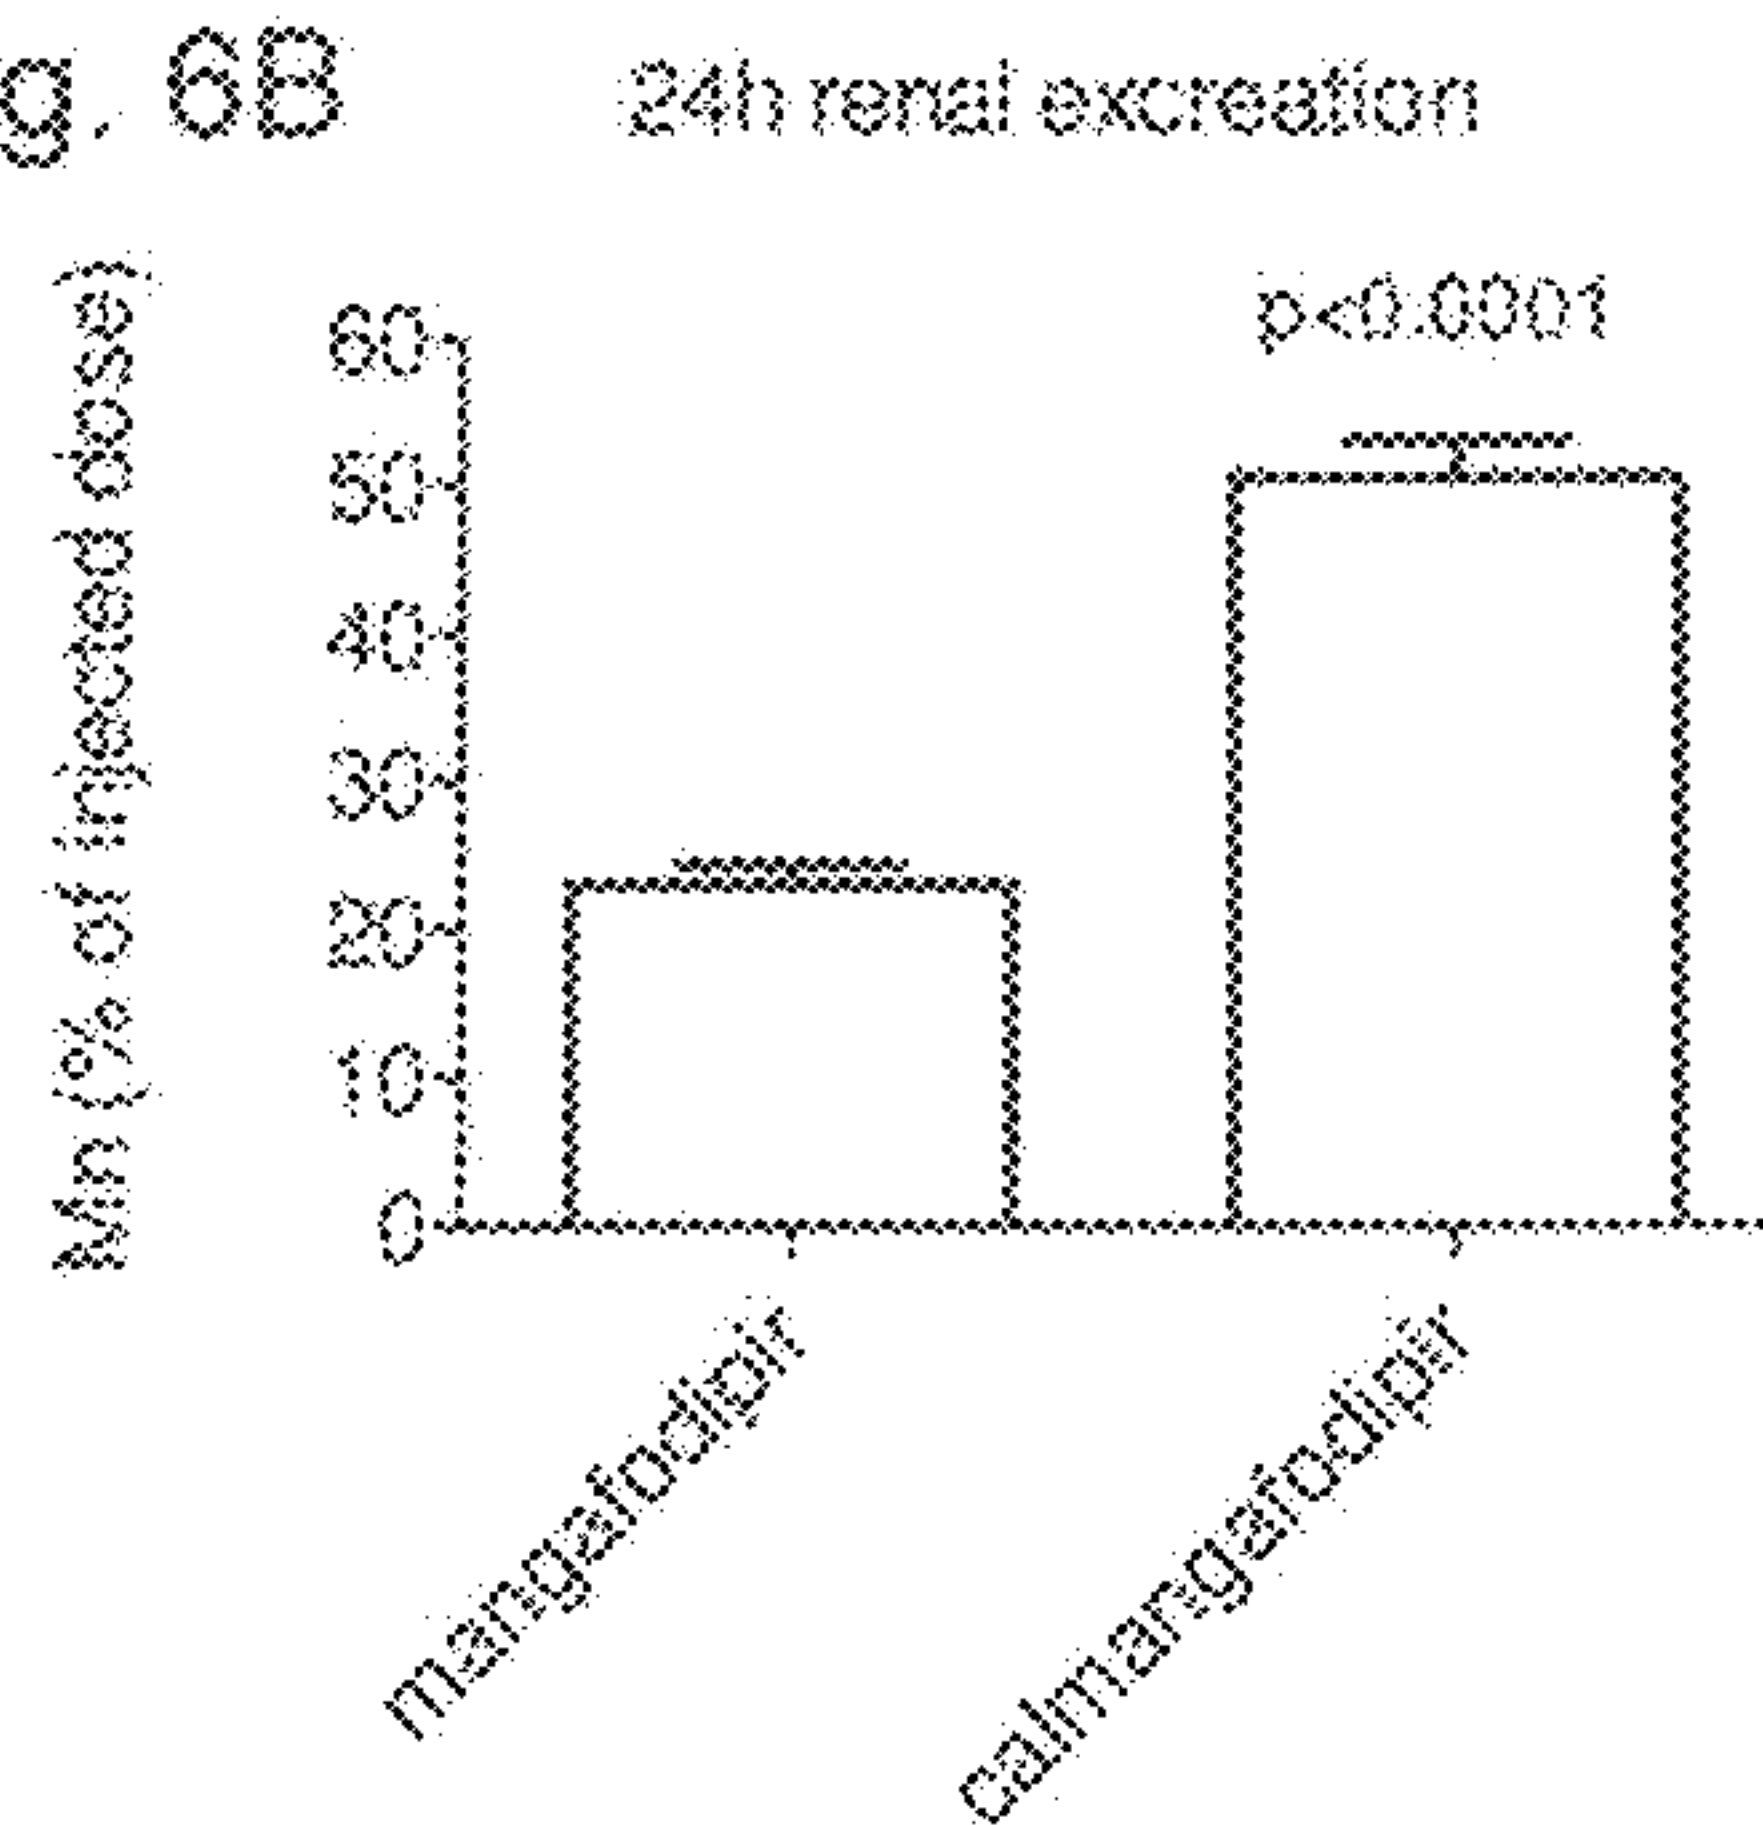 g. 6B
24h renal excreation
Mn (% of injected dose)
p<0.0001
60
50
40
30
20
10
0
mangafodipir
calmangafodipir